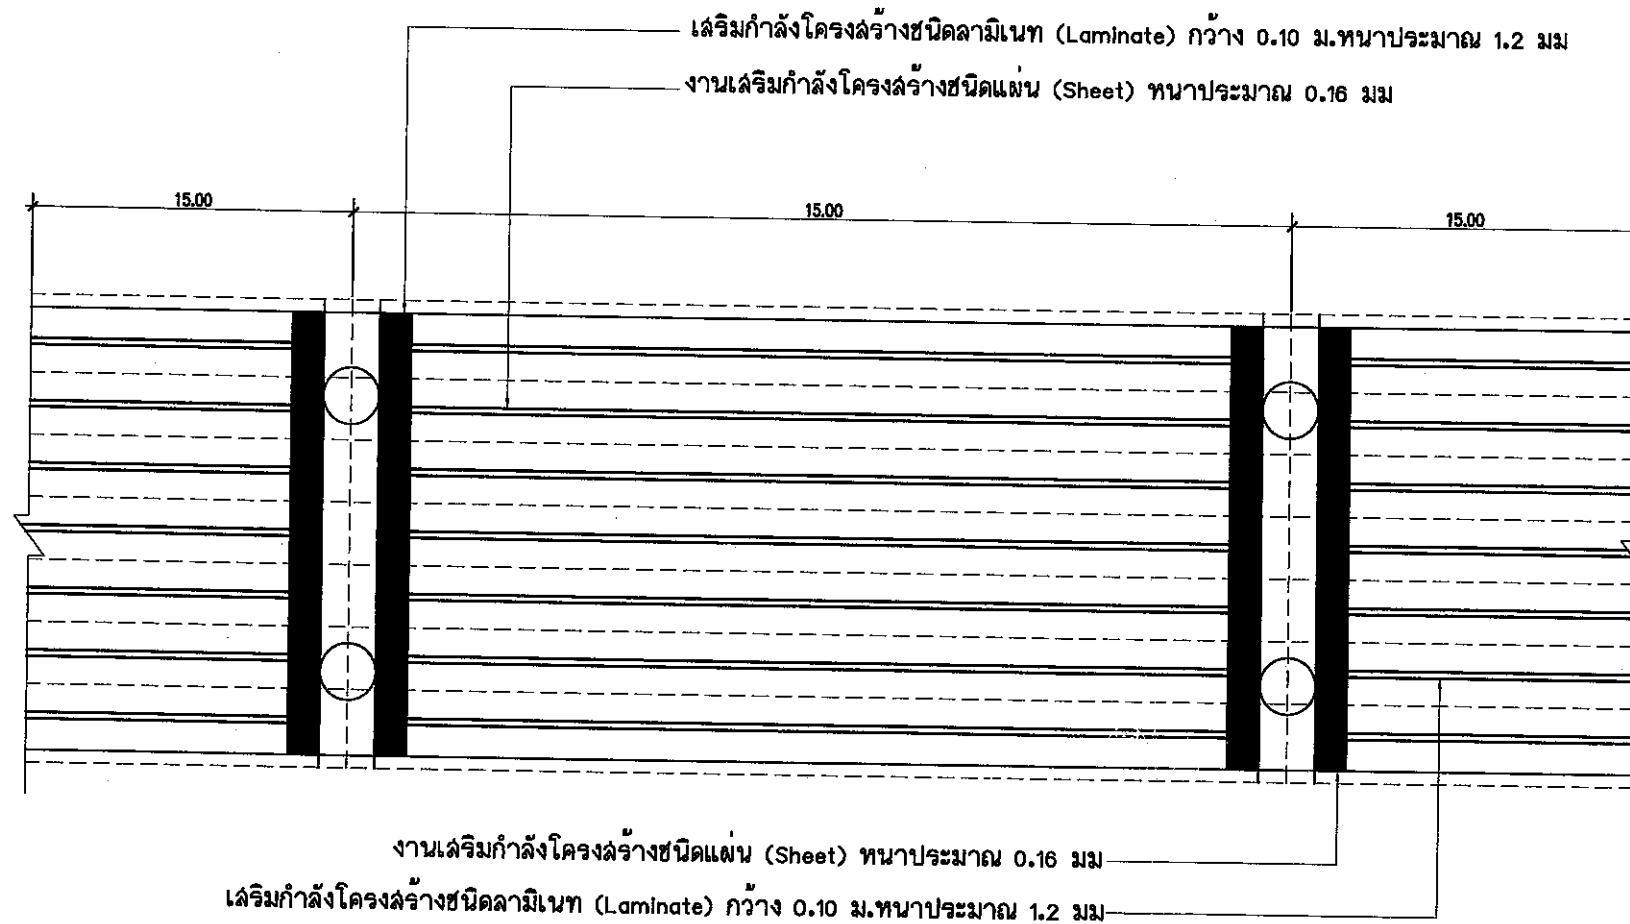 เสริมกำลังโครงสร้างชนิดลามิเนท (Laminate) กว้าง 0.10 ม.หนาประมาณ 1.2 มม
งานเสริมกำลังโครงสร้างชนิดแผ่น (Sheet) หนาประมาณ 0.16 มม
15.00 15.00 15.00
งานเสริมกำลังโครงสร้างชนิดแผ่น (Sheet) หนาประมาณ 0.16 มม
เสริมกำลังโครงสร้างชนิดลามิเนท (Laminate) กว้าง 0.10 ม.หนาประมาณ 1.2 มม